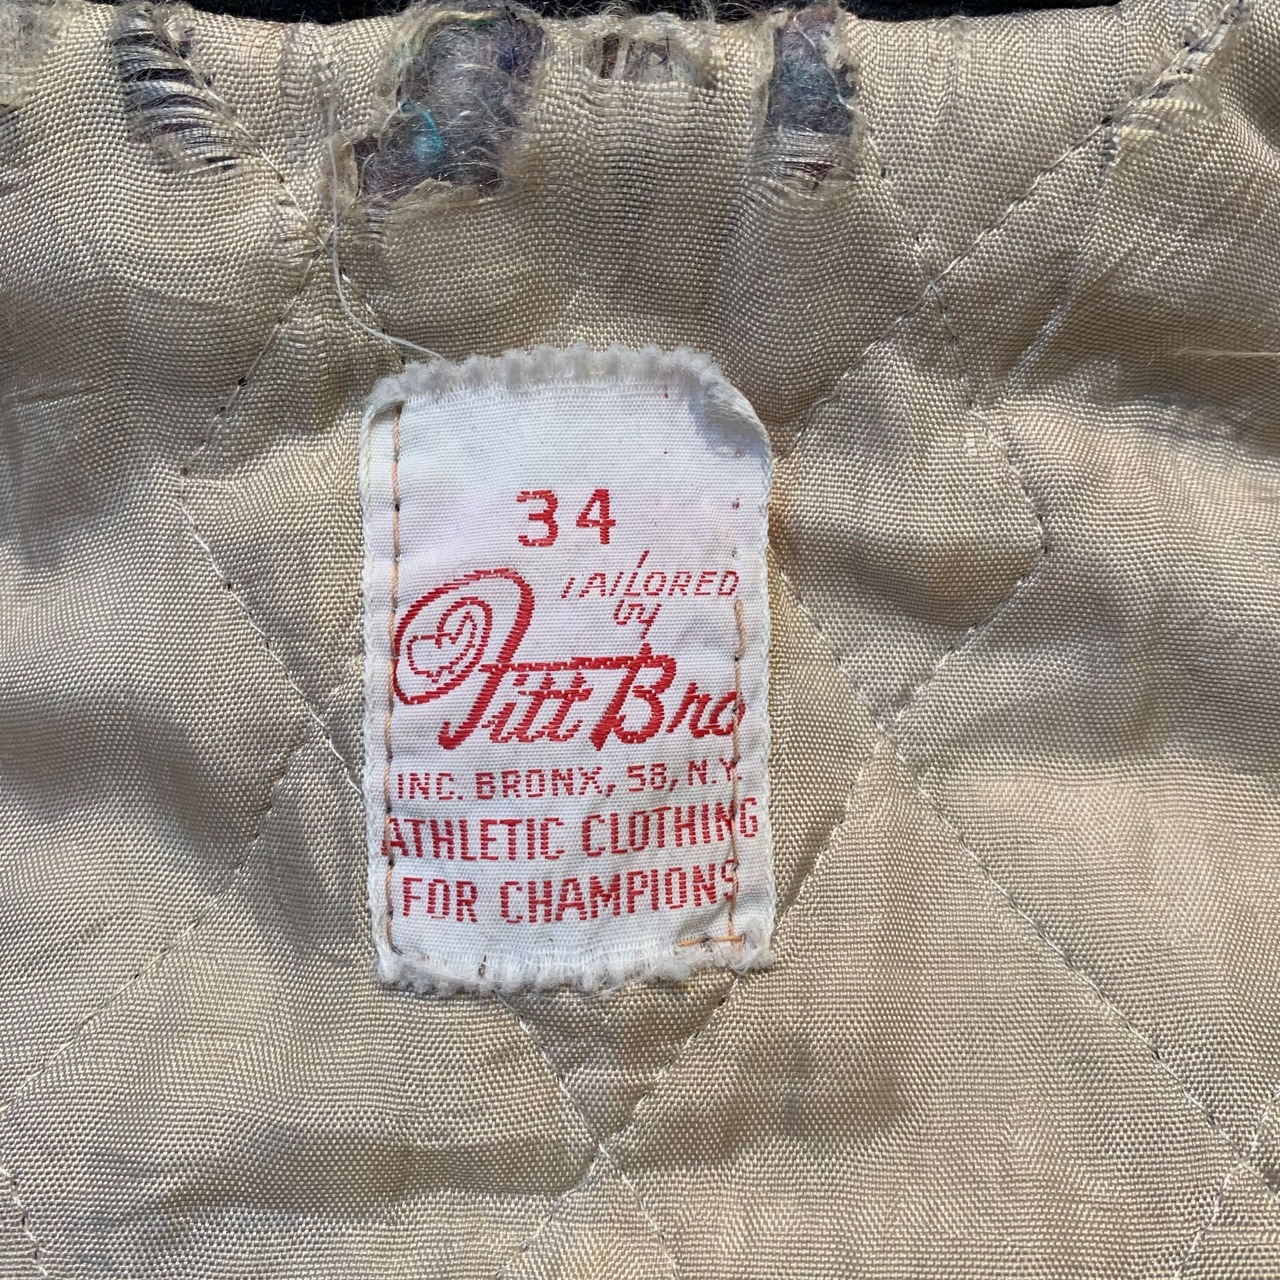 34
TAILORED
by
Pitt Bro
INC. BRONX, 58, N.Y.
ATHLETIC CLOTHING
FOR CHAMPIONS